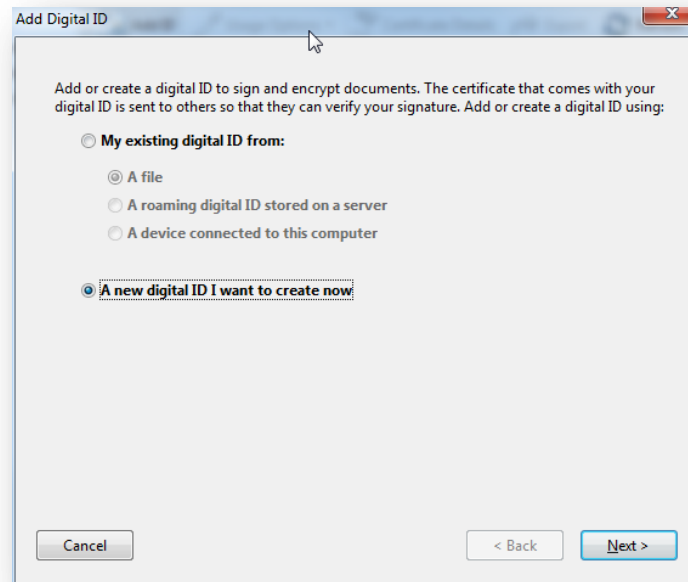 Add Digital ID
Add or create a digital ID to sign and encrypt documents. The certificate that comes with your
digital ID is sent to others so that they can verify your signature. Add or create a digital ID using:
My existing digital ID from:
A file
A roaming digital ID stored on a server
A device connected to this computer
A new digital ID I want to create now
Cancel
< Back
Next >